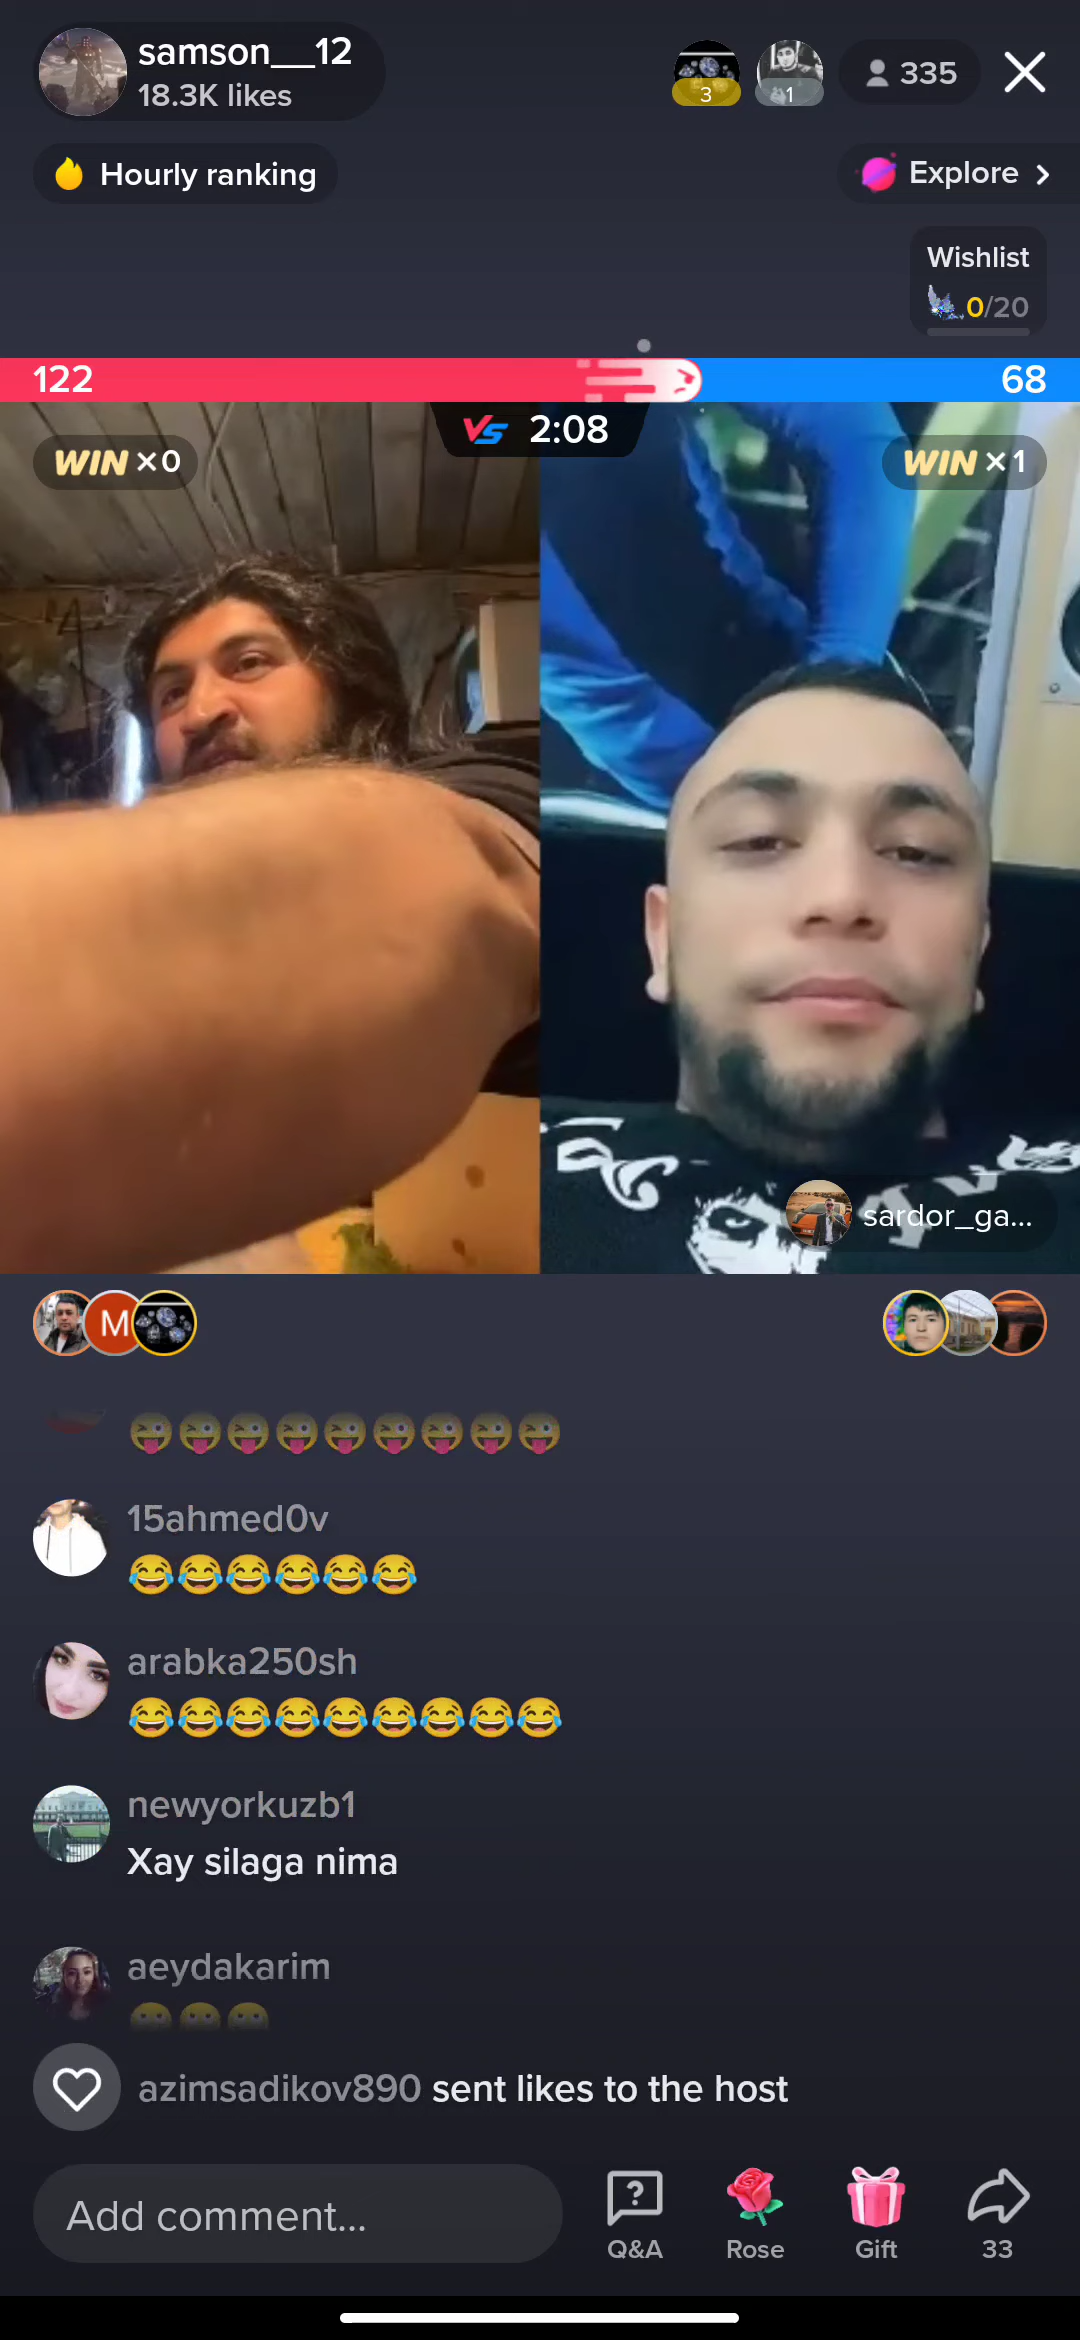 samson__12
18.3K likes
3
1
335
Hourly ranking
Explore
Wishlist
0/20
122
68
VS 2:08
WIN ×0
WIN ×1
sardor_ga...
M
😜😜😜😜😜😜😜😜😜
15ahmed0v
😂😂😂😂😂😂
arabka250sh
😂😂😂😂😂😂😂😂😂
newyorkuzb1
Xay silaga nima
aeydakarim
azimsadikov890 sent likes to the host
Add comment...
Q&A
Rose
Gift
33